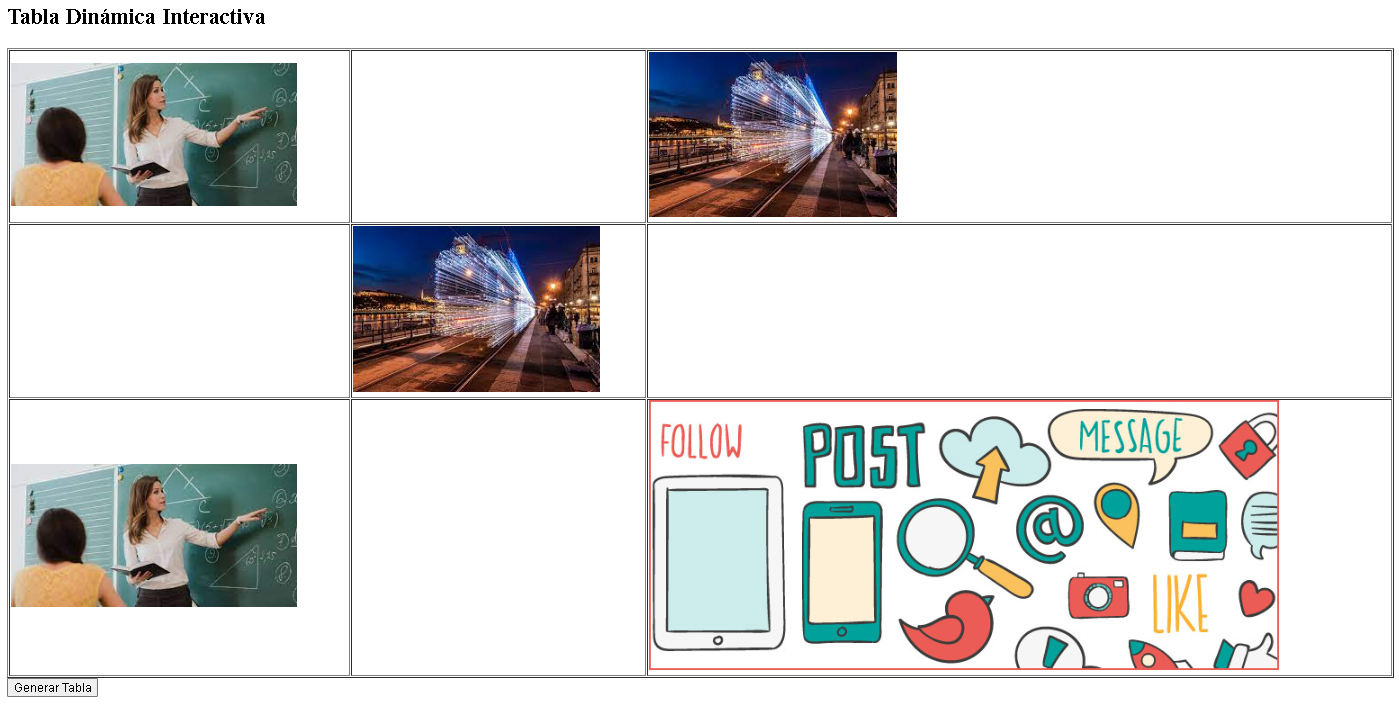 Tabla Dinámica Interactiva
C
FOLLOW
POST
MESSAGE
@
LIKE
Generar Tabla